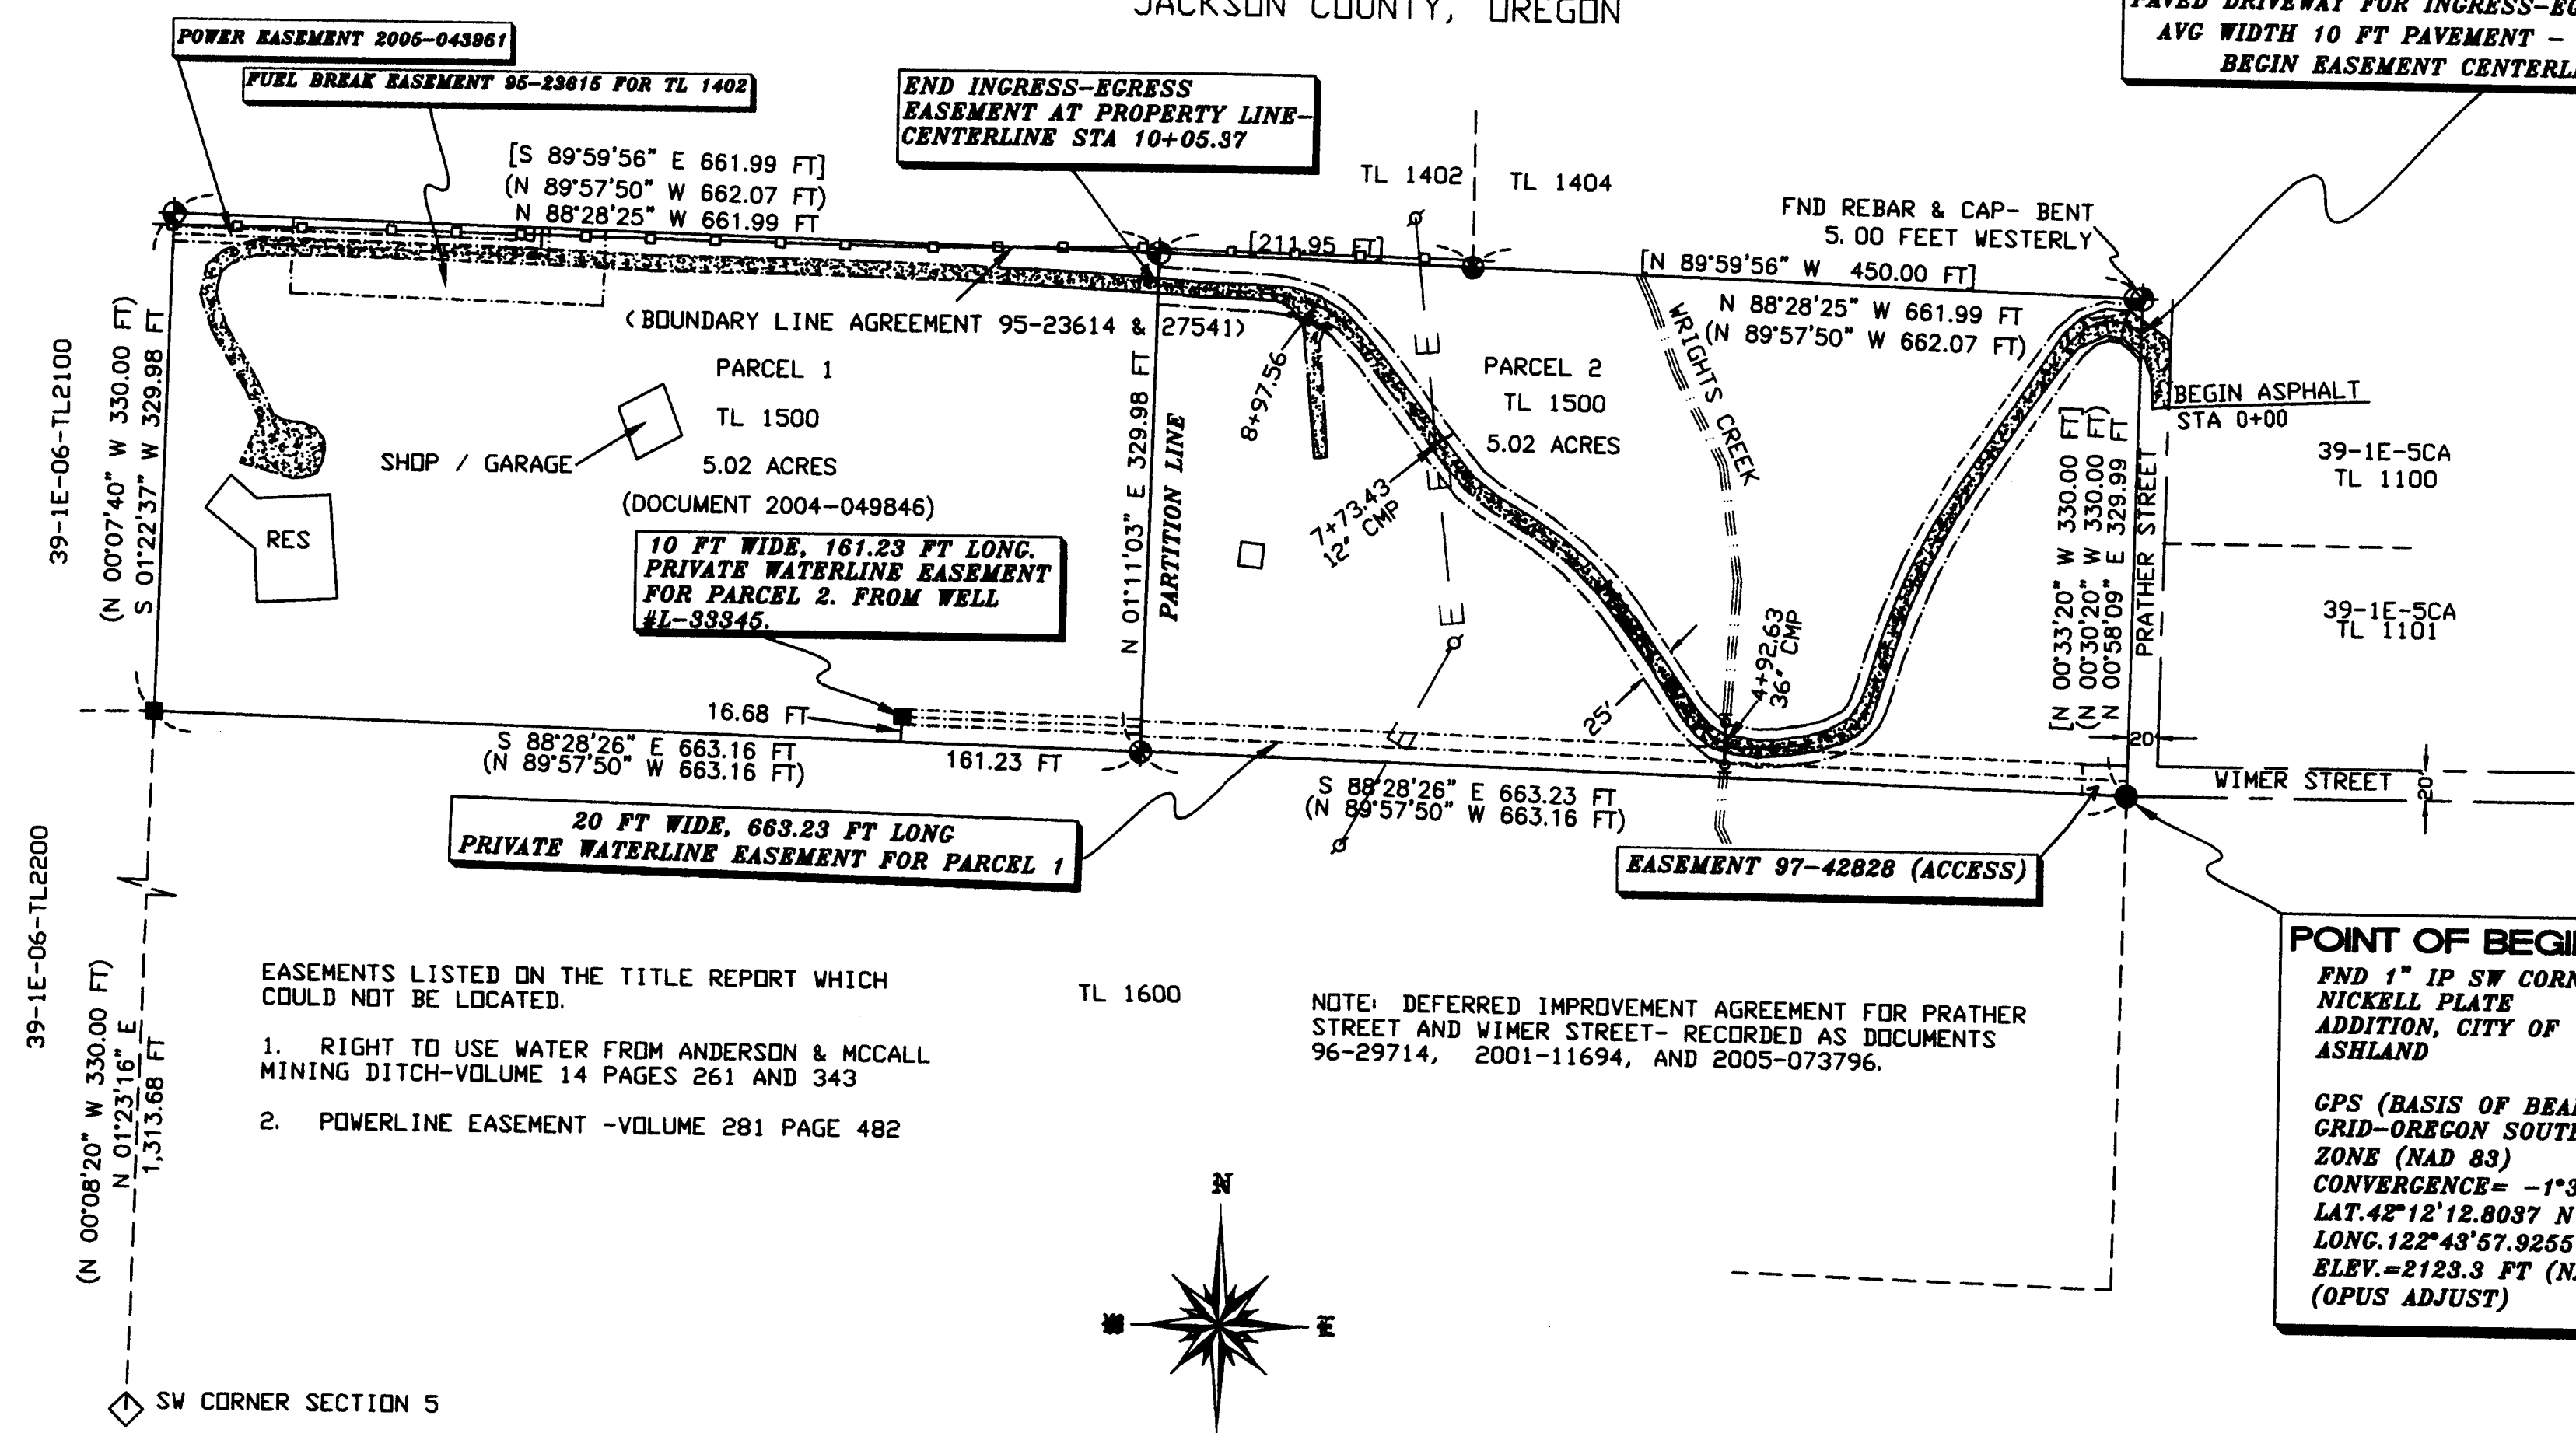 JACKSON COUNTY, OREGON
PAVED DRIVEWAY FOR INGRESS-EG
AVG WIDTH 10 FT PAVEMENT -
BEGIN EASEMENT CENTERL
POWER EASEMENT 2005-043961
FUEL BREAK EASEMENT 95-23615 FOR TL 1402
END INGRESS-EGRESS
EASEMENT AT PROPERTY LINE-
CENTERLINE STA 10+05.37
[S 89°59'56" E 661.99 FT]
(N 89°57'50" W 662.07 FT)
N 88°28'25" W 661.99 FT
TL 1402
TL 1404
[211.95 FT]
FND REBAR & CAP- BENT
5.00 FEET WESTERLY
[N 89°59'56" W 450.00 FT]
N 88°28'25" W 661.99 FT
(N 89°57'50" W 662.07 FT)
(BOUNDARY LINE AGREEMENT 95-23614 & 27541)
PARCEL 1
TL 1500
5.02 ACRES
(DOCUMENT 2004-049846)
SHOP / GARAGE
RES
39-1E-06-TL2100
(N 00°07'40" W 330.00 FT)
S 01°22'37" W 329.98 FT
N 01°11'03" E 329.98 FT
PARTITION LINE
8+97.56
E
PARCEL 2
TL 1500
5.02 ACRES
WRIGHTS CREEK
7+73.43
12" CMP
E
E
E
4+92.63
36" CMP
25'
BEGIN ASPHALT
STA 0+00
[N 00°33'20" W 330.00 FT]
(N 00°30'20" W 330.00 FT)
N 00°58'09" E 329.99 FT
PRATHER STREET
39-1E-5CA
TL 1100
39-1E-5CA
TL 1101
10 FT WIDE, 161.23 FT LONG.
PRIVATE WATERLINE EASEMENT
FOR PARCEL 2. FROM WELL
#L-33345.
16.68 FT
S 88°28'26" E 663.16 FT
(N 89°57'50" W 663.16 FT)
161.23 FT
S 88°28'26" E 663.23 FT
(N 89°57'50" W 663.16 FT)
20'
WIMER STREET
20'
20 FT WIDE, 663.23 FT LONG
PRIVATE WATERLINE EASEMENT FOR PARCEL 1
EASEMENT 97-42828 (ACCESS)
39-1E-06-TL2200
(N 00°08'20" W 330.00 FT)
N 01°23'16" E
1,313.68 FT
EASEMENTS LISTED ON THE TITLE REPORT WHICH
COULD NOT BE LOCATED.
1. RIGHT TO USE WATER FROM ANDERSON & MCCALL
MINING DITCH-VOLUME 14 PAGES 261 AND 343
2. POWERLINE EASEMENT -VOLUME 281 PAGE 482
TL 1600
NOTE: DEFERRED IMPROVEMENT AGREEMENT FOR PRATHER
STREET AND WIMER STREET- RECORDED AS DOCUMENTS
96-29714, 2001-11694, AND 2005-073796.
POINT OF BEGI
FND 1" IP SW CORN
NICKELL PLATE
ADDITION, CITY OF
ASHLAND
GPS (BASIS OF BEA
GRID-OREGON SOUT
ZONE (NAD 83)
CONVERGENCE= -1°3
LAT.42°12'12.8037 N
LONG.122°43'57.9255
ELEV.=2123.3 FT (N
(OPUS ADJUST)
N
W
E
SW CORNER SECTION 5